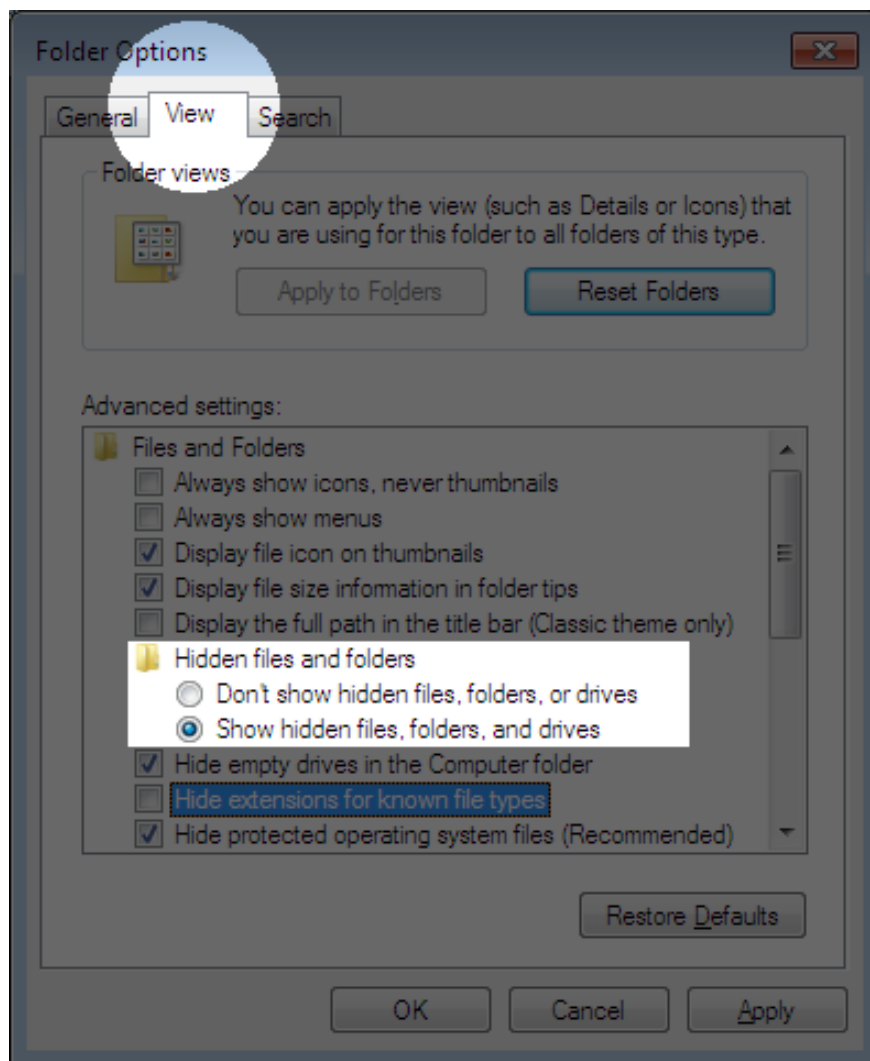 Folder Options
General View Search
Folder views
You can apply the view (such as Details or Icons) that
you are using for this folder to all folders of this type.
Apply to Folders Reset Folders
Advanced settings:
Files and Folders
Always show icons, never thumbnails
Always show menus
Display file icon on thumbnails
Display file size information in folder tips
Display the full path in the title bar (Classic theme only)
Hidden files and folders
Don't show hidden files, folders, or drives
Show hidden files, folders, and drives
Hide empty drives in the Computer folder
Hide extensions for known file types
Hide protected operating system files (Recommended)
Restore Defaults
OK Cancel Apply